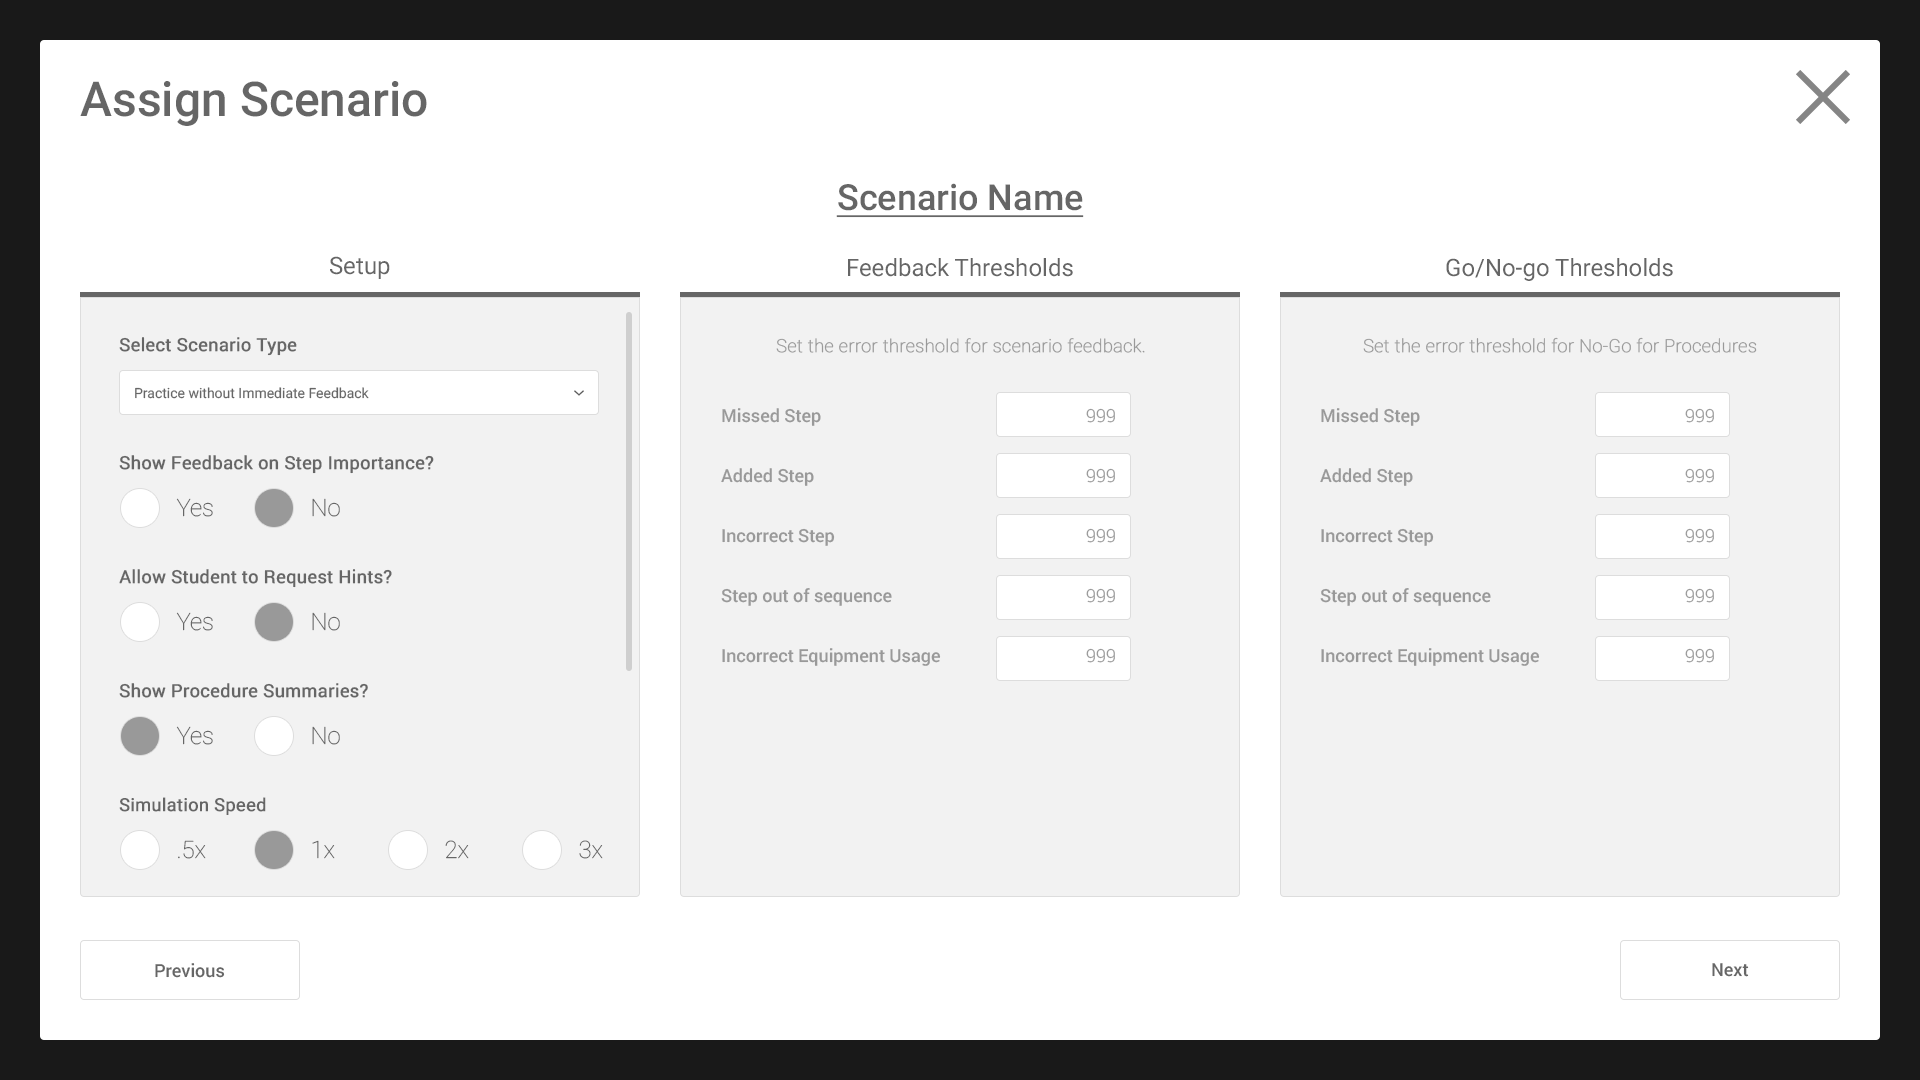 Assign Scenario
Scenario Name
Setup
Select Scenario Type
Practice without Immediate Feedback
Show Feedback on Step Importance?
Yes No
Allow Student to Request Hints?
Yes No
Show Procedure Summaries?
Yes No
Simulation Speed
.5x 1x 2x 3x
Feedback Thresholds
Set the error threshold for scenario feedback.
Missed Step 999
Added Step 999
Incorrect Step 999
Step out of sequence 999
Incorrect Equipment Usage 999
Go/No-go Thresholds
Set the error threshold for No-Go for Procedures
Missed Step 999
Added Step 999
Incorrect Step 999
Step out of sequence 999
Incorrect Equipment Usage 999
Previous
Next